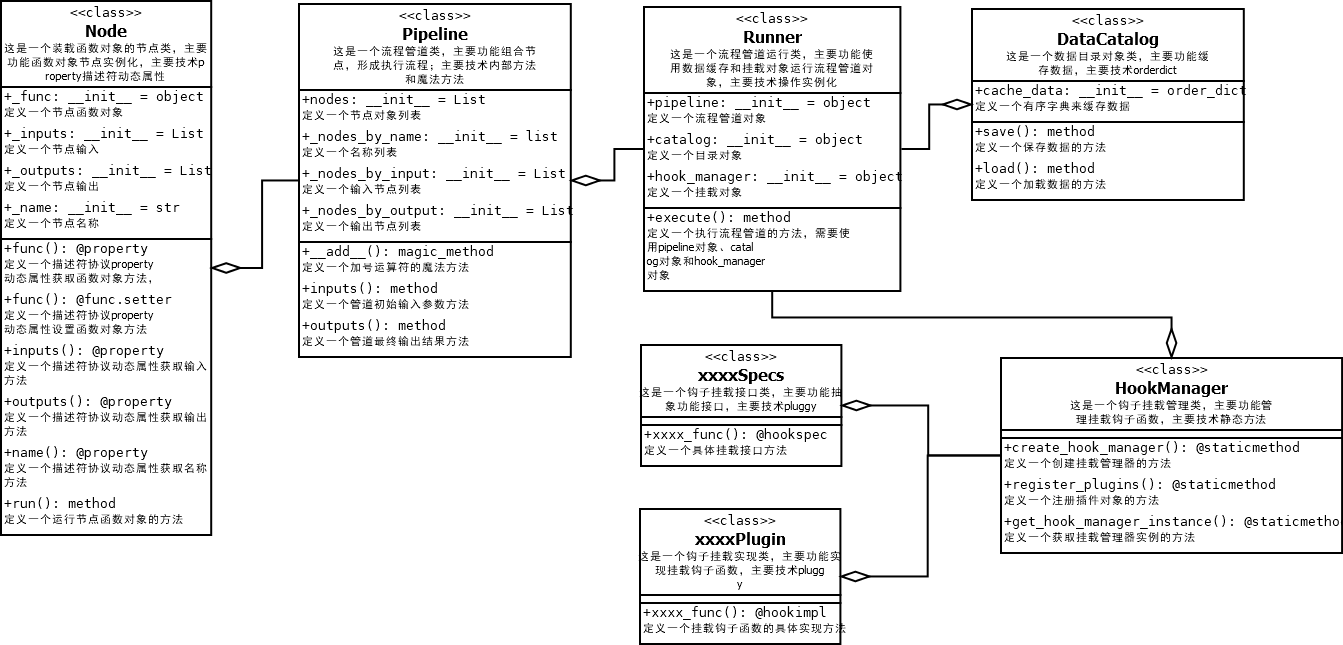 <<class>>
Node
这是一个装载函数对象的节点类，主要
功能函数对象节点实例化，主要技术p
roperty描述符动态属性
+_func: __init__ = object
定义一个节点函数对象
+_inputs: __init__ = List
定义一个节点输入
+_outputs: __init__ = List
定义一个节点输出
+_name: __init__ = str
定义一个节点名称
+func(): @property
定义一个描述符协议property
动态属性获取函数对象方法，
+func(): @func.setter
定义一个描述符协议property
动态属性设置函数对象方法
+inputs(): @property
定义一个描述符协议动态属性获取输入
方法
+outputs(): @property
定义一个描述符协议动态属性获取输出
方法
+name(): @property
定义一个描述符协议动态属性获取名称
方法
+run(): method
定义一个运行节点函数对象的方法
<<class>>
Pipeline
这是一个流程管道类，主要功能组合节
点，形成执行流程；主要技术内部方法
和魔法方法
+nodes: __init__ = List
定义一个节点对象列表
+_nodes_by_name: __init__ = list
定义一个名称列表
+_nodes_by_input: __init__ = List
定义一个输入节点列表
+_nodes_by_output: __init__ = List
定义一个输出节点列表
+__add__(): magic_method
定义一个加号运算符的魔法方法
+inputs(): method
定义一个管道初始输入参数方法
+outputs(): method
定义一个管道最终输出结果方法
<<class>>
Runner
这是一个流程管道运行类，主要功能使
用数据缓存和挂载对象运行流程管道对
象，主要技术操作实例化
+pipeline: __init__ = object
定义一个流程管道对象
+catalog: __init__ = object
定义一个目录对象
+hook_manager: __init__ = object
定义一个挂载对象
+execute(): method
定义一个执行流程管道的方法，需要使
用pipeline对象、catal
og对象和hook_manager
对象
<<class>>
DataCatalog
这是一个数据目录对象类，主要功能缓
存数据，主要技术orderdict
+cache_data: __init__ = order_dict
定义一个有序字典来缓存数据
+save(): method
定义一个保存数据的方法
+load(): method
定义一个加载数据的方法
<<class>>
xxxxSpecs
这是一个钩子挂载接口类，主要功能抽
象功能接口，主要技术pluggy
+xxxx_func(): @hookspec
定义一个具体挂载接口方法
<<class>>
xxxxPlugin
这是一个钩子挂载实现类，主要功能实
现挂载钩子函数，主要技术plugg
y
+xxxx_func(): @hookimpl
定义一个挂载钩子函数的具体实现方法
<<class>>
HookManager
这是一个钩子挂载管理类，主要功能管
理挂载钩子函数，主要技术静态方法
+create_hook_manager(): @staticmethod
定义一个创建挂载管理器的方法
+register_plugins(): @staticmethod
定义一个注册插件对象的方法
+get_hook_manager_instance(): @staticmetho
定义一个获取挂载管理器实例的方法